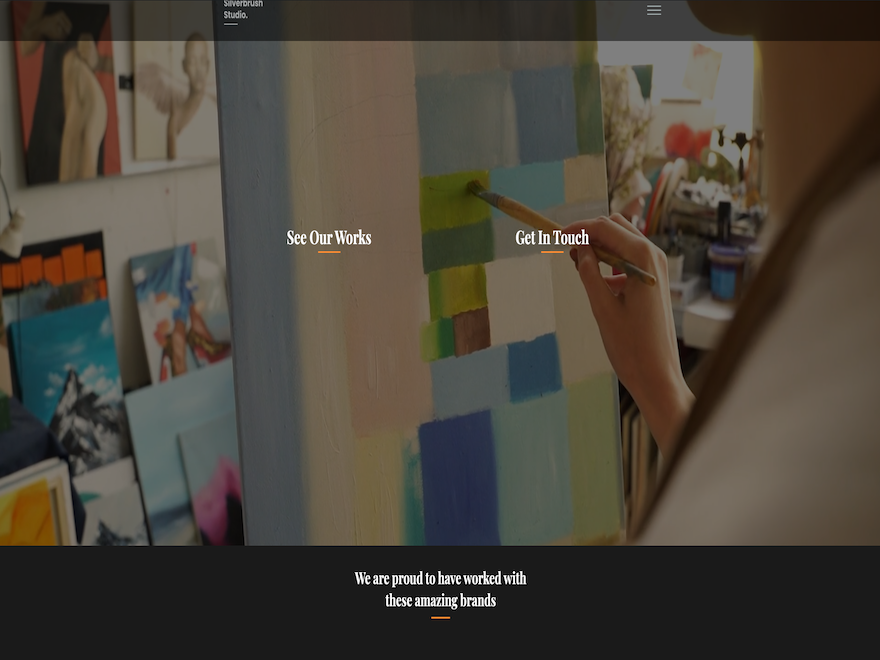 Silverbrush
Studio.
See Our Works
Get In Touch
We are proud to have worked with
these amazing brands